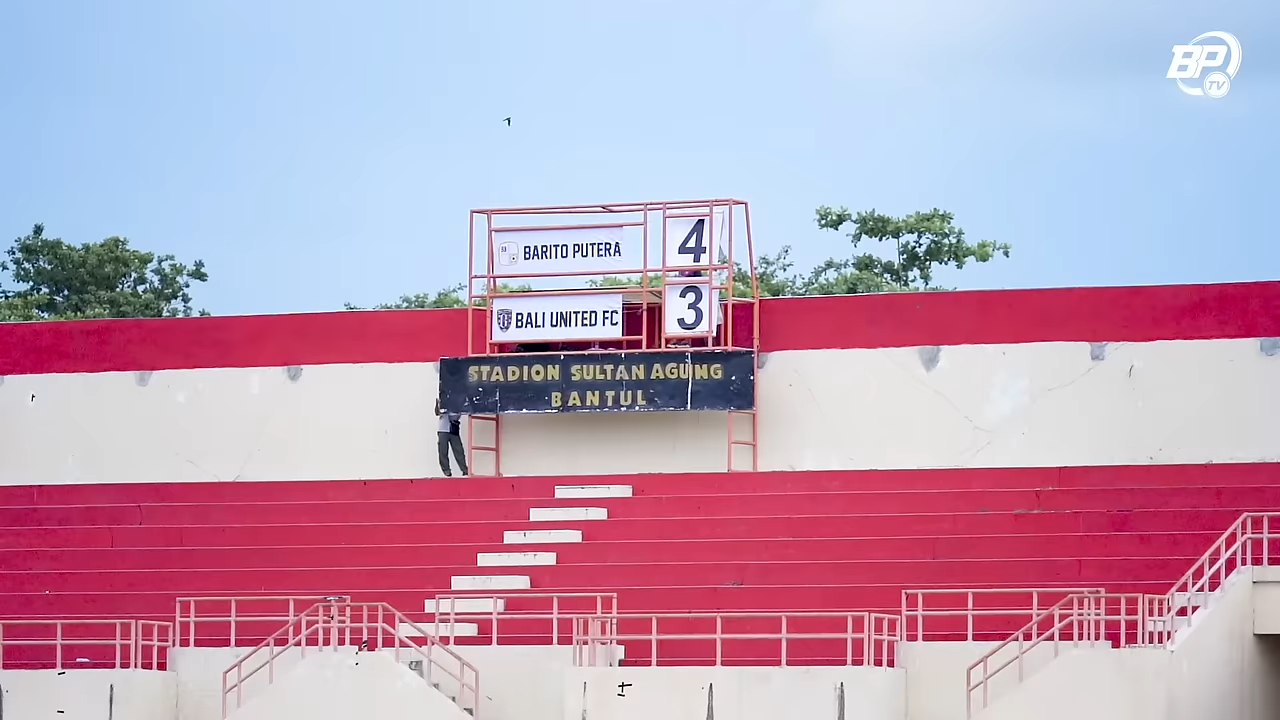 BP
TV
BARITO PUTERA
4
BALI UNITED FC
3
STADION SULTAN AGUNG
BANTUL